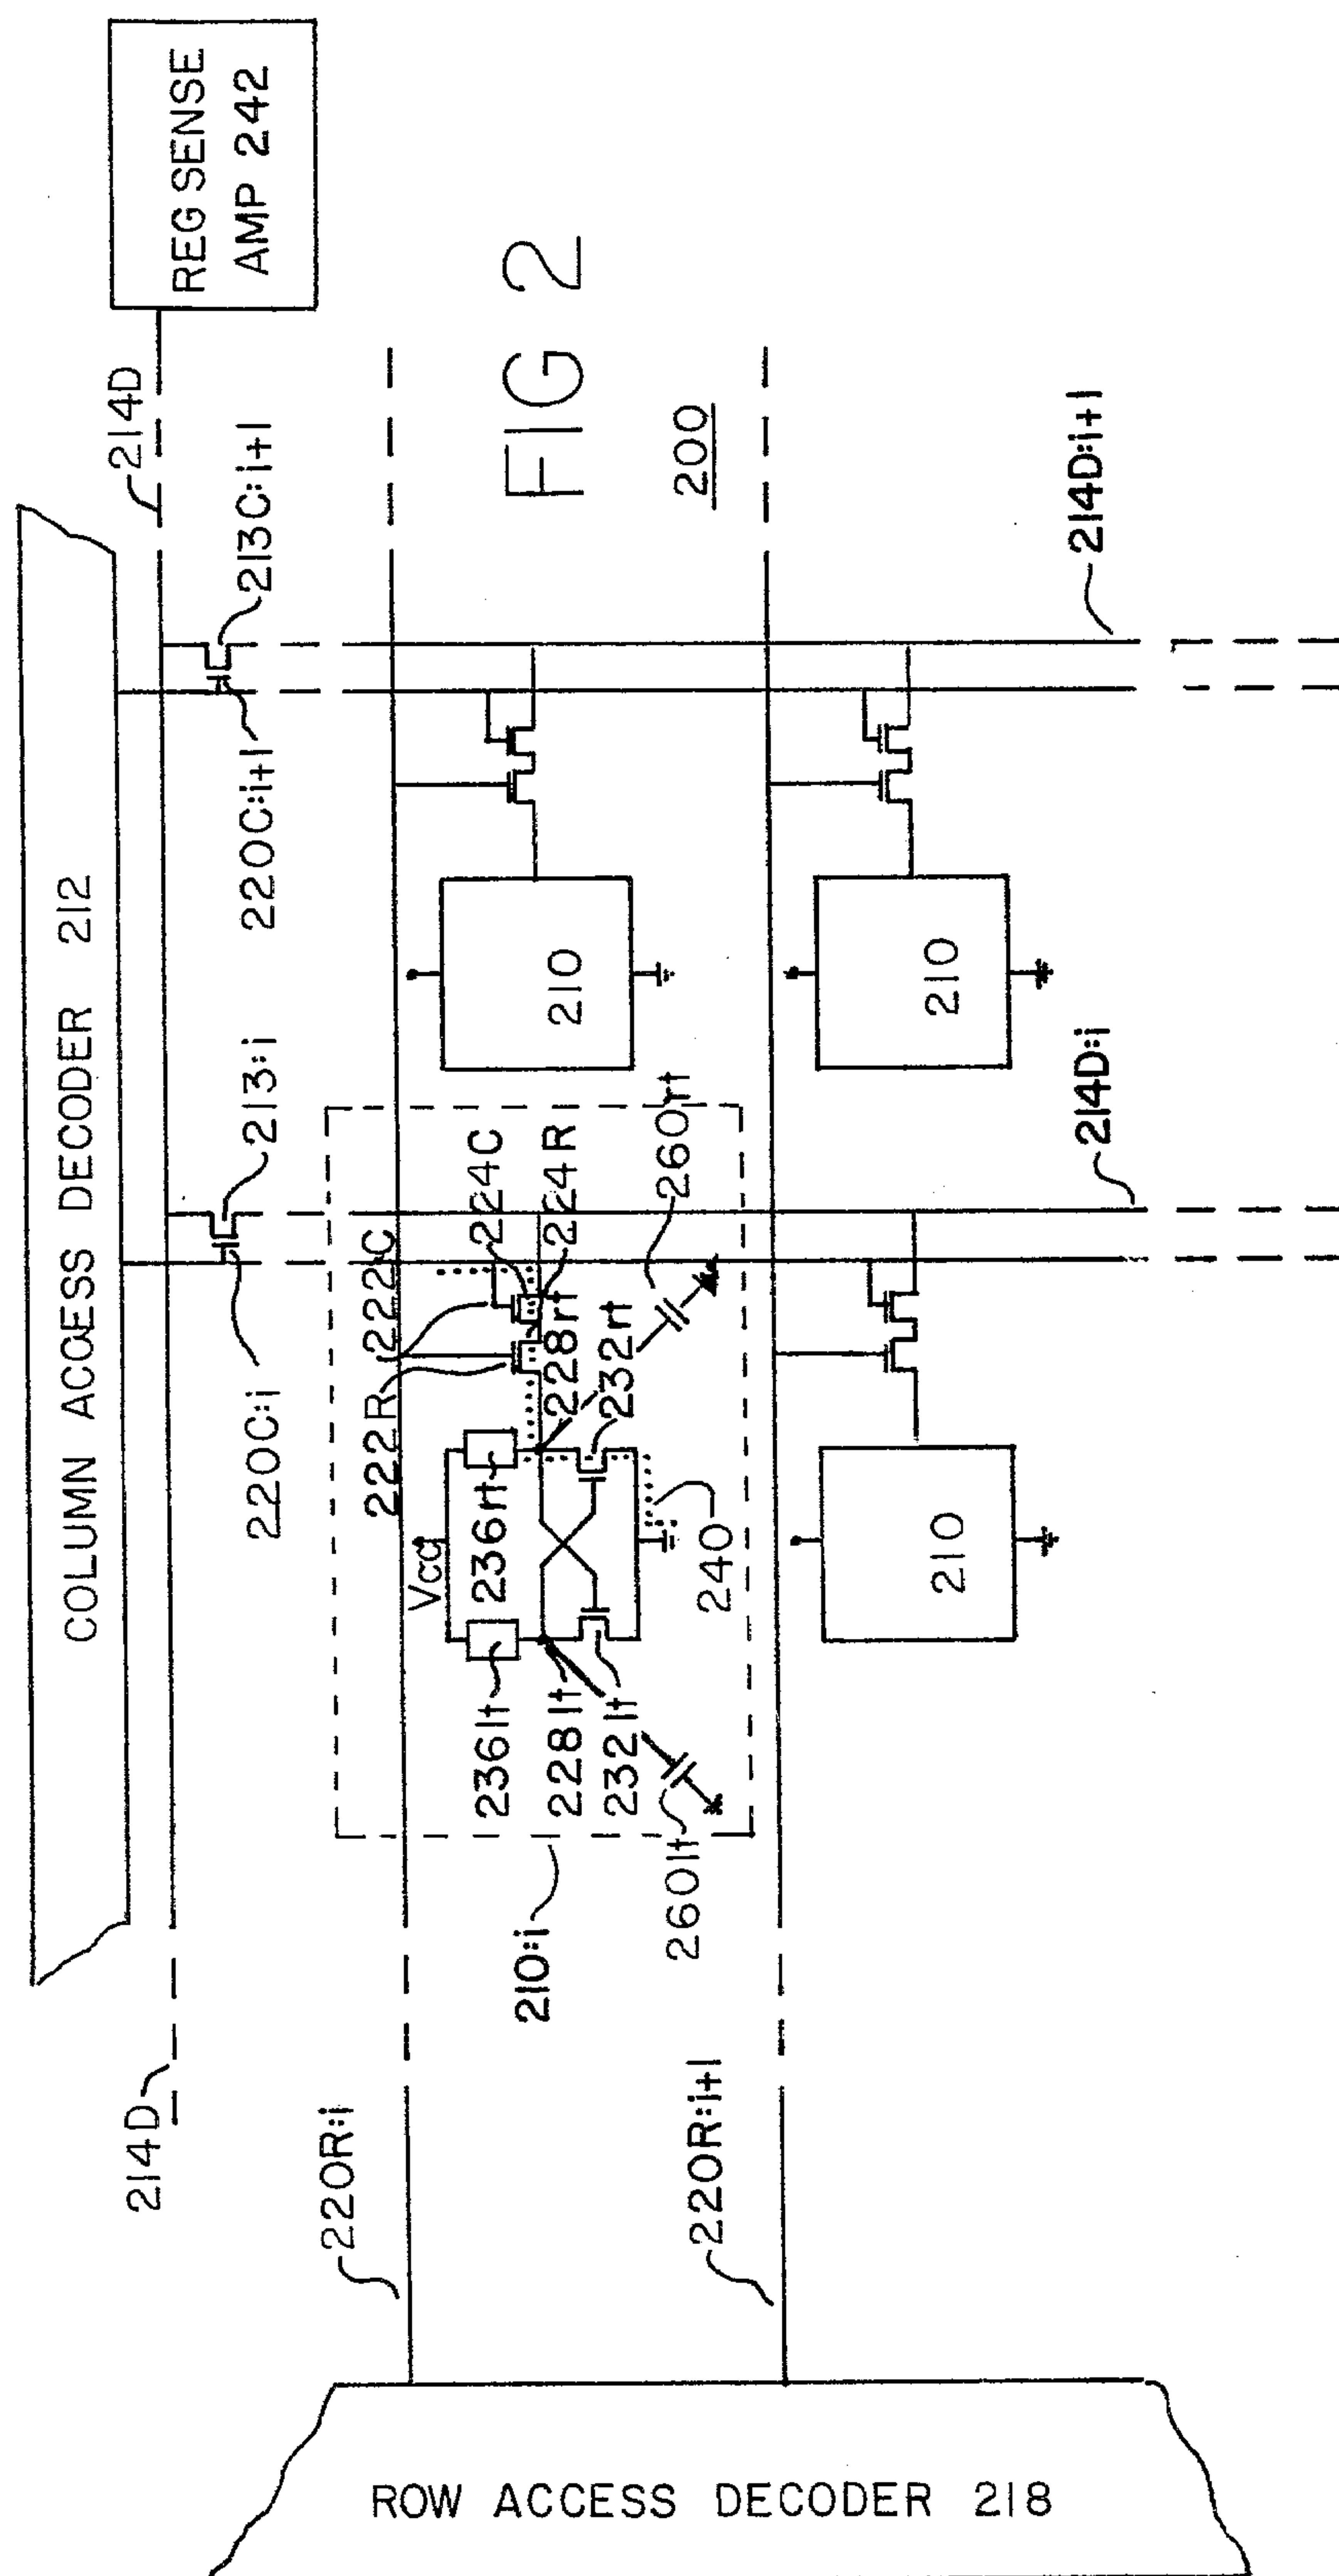 COLUMN ACCESS DECODER 212
REG SENSE
AMP 242
214D
214D
213:i
213C:i+1
220C:i
220C:i+1
220R:i
222R
222C
224C
224R
Vcc
236lt
236rt
228lt
228rt
232lt
232rt
260lt
260rt
240
210:i
210
210
210
FIG 2
200
220R:i+1
214D:i
214D:i+1
ROW ACCESS DECODER 218